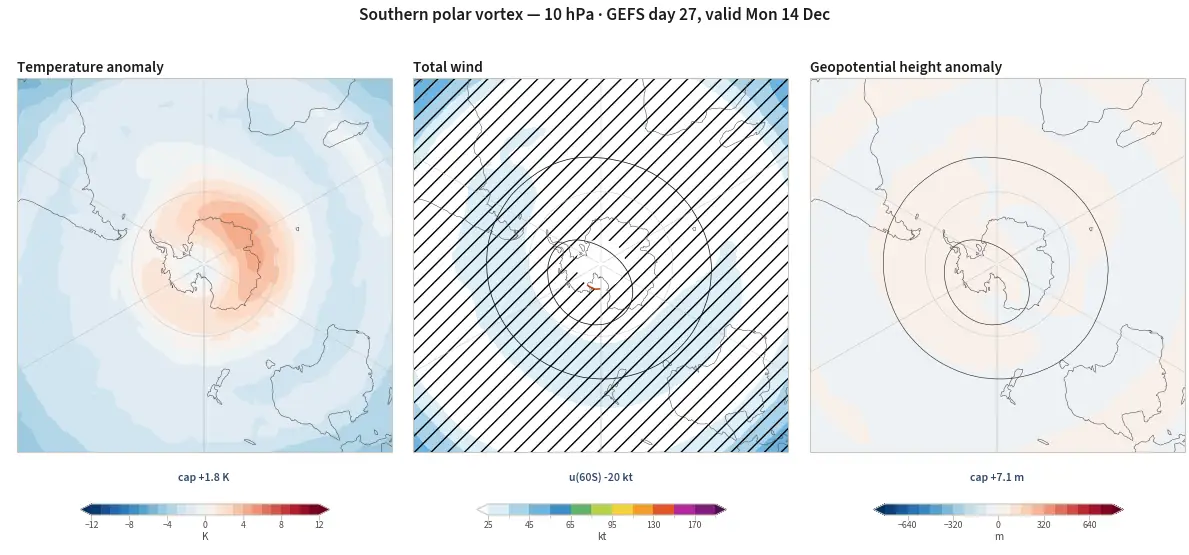 Southern polar vortex — 10 hPa · GEFS day 27, valid Mon 14 Dec
Temperature anomaly
Total wind
Geopotential height anomaly
cap +1.8 K
u(60S) -20 kt
cap +7.1 m
−12 −8 −4 0 4 8 12
K
25 45 65 95 130 170
kt
−640 −320 0 320 640
m